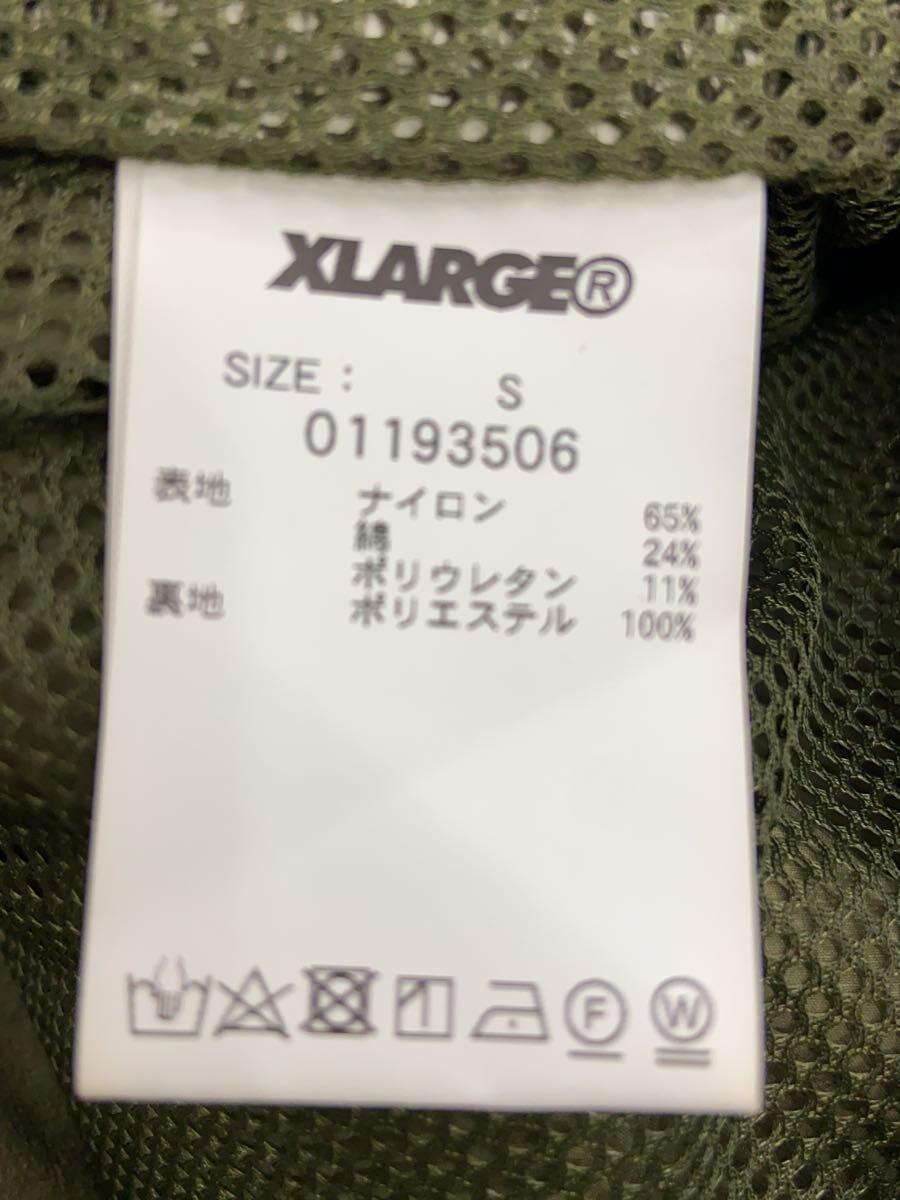 XLARGE®
SIZE : S
01193506
表地 ナイロン 65%
綿 24%
ポリウレタン 11%
裏地 ポリエステル 100%
F W